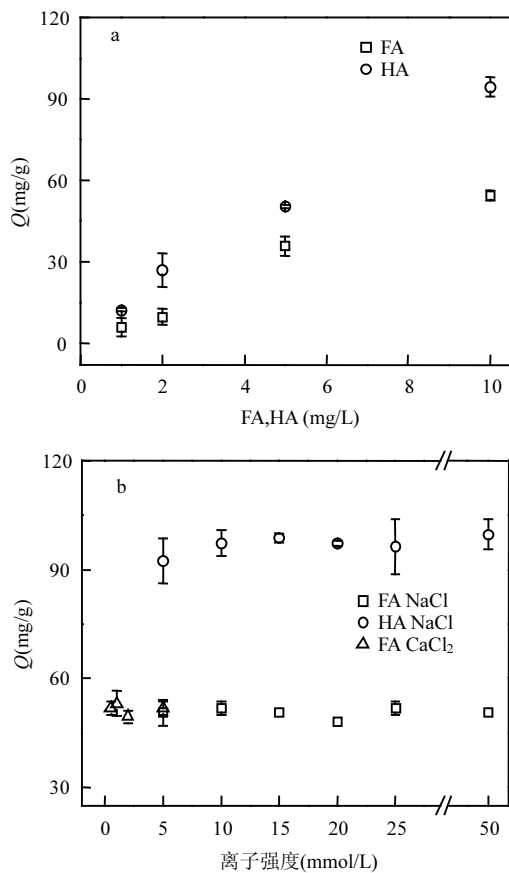 120
a
FA
HA
90
60
30
0
Q(mg/g)
0 2 4 6 8 10
FA,HA (mg/L)
120
b
90
FA NaCl
HA NaCl
FA CaCl₂
60
30
Q(mg/g)
0 5 10 15 20 25 50
离子强度(mmol/L)